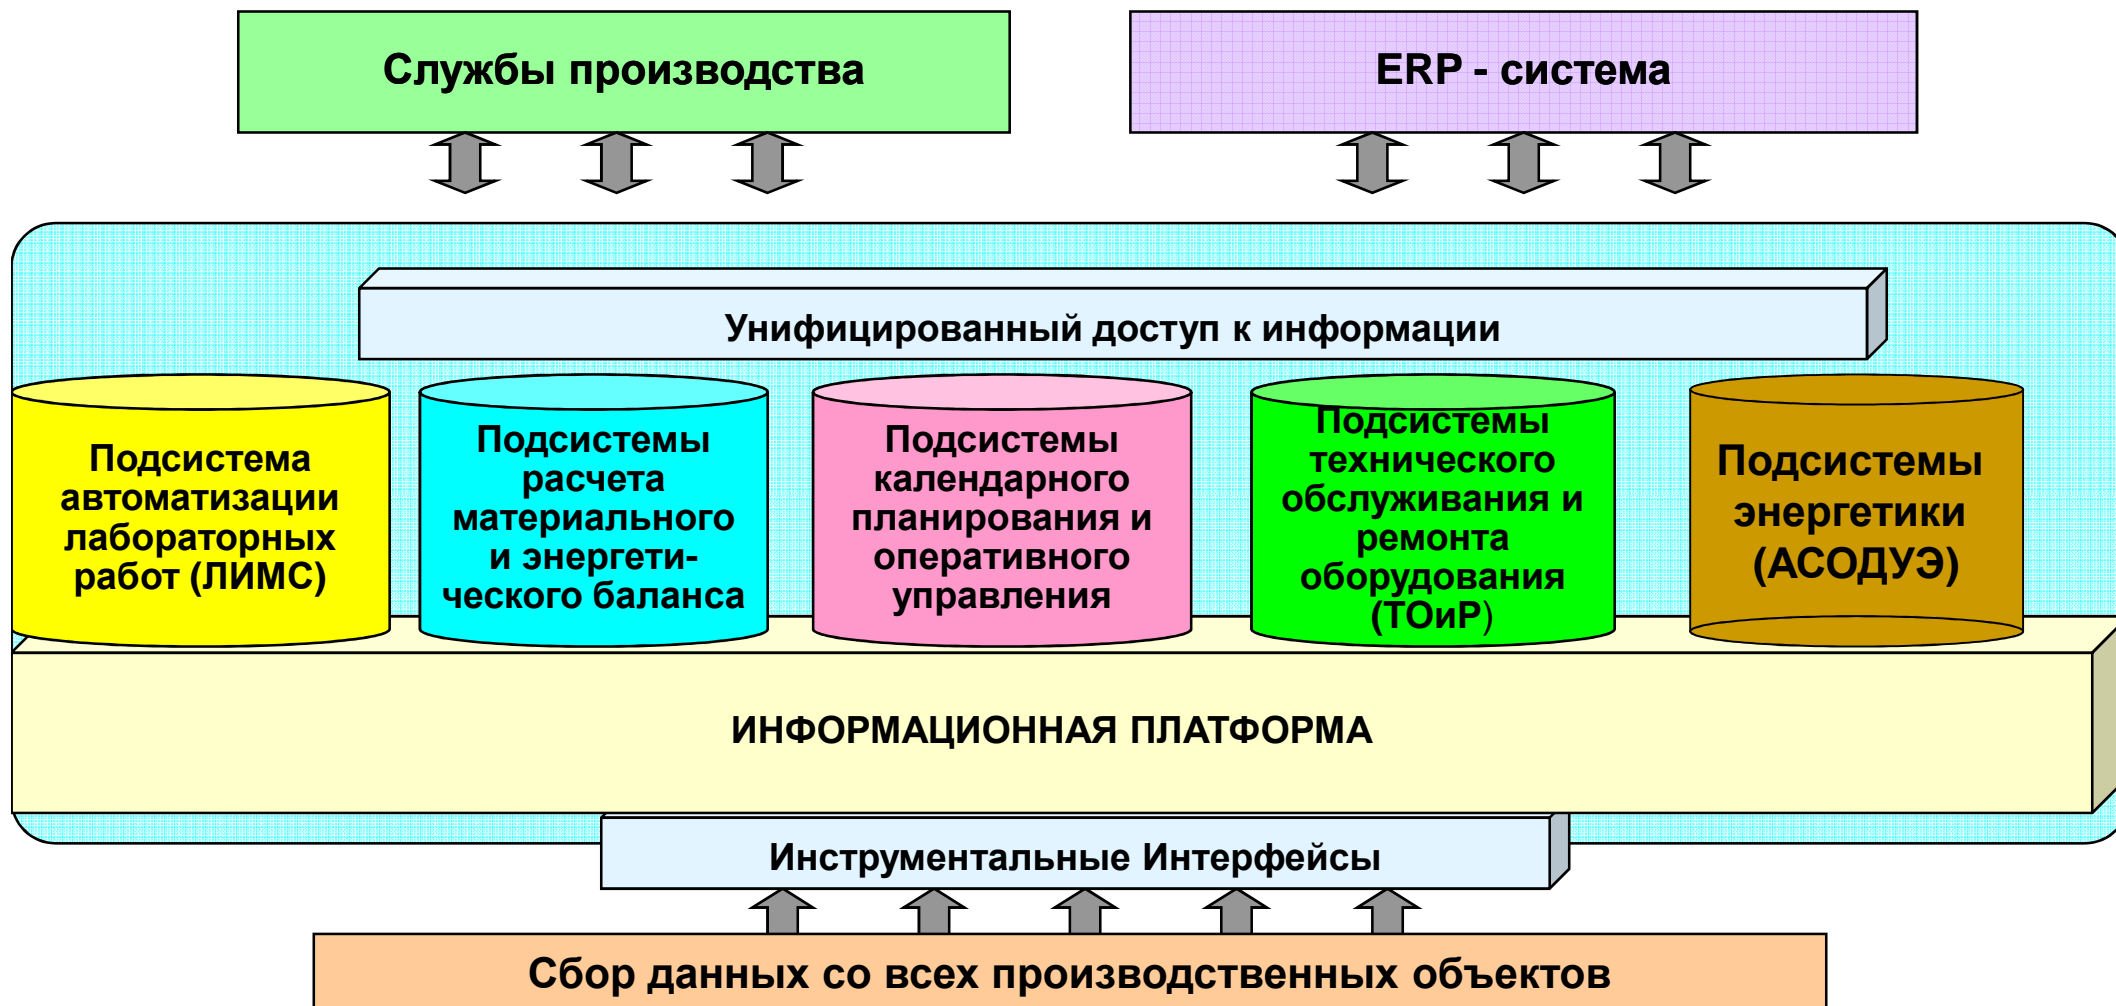 Службы производства
ERP - система
Унифицированный доступ к информации
Подсистема
автоматизации
лабораторных
работ (ЛИМС)
Подсистемы
расчета
материального
и энергети-
ческого баланса
Подсистемы
календарного
планирования и
оперативного
управления
Подсистемы
технического
обслуживания и
ремонта
оборудования
(ТОиР)
Подсистемы
энергетики
(АСОДУЭ)
ИНФОРМАЦИОННАЯ ПЛАТФОРМА
Инструментальные Интерфейсы
Сбор данных со всех производственных объектов